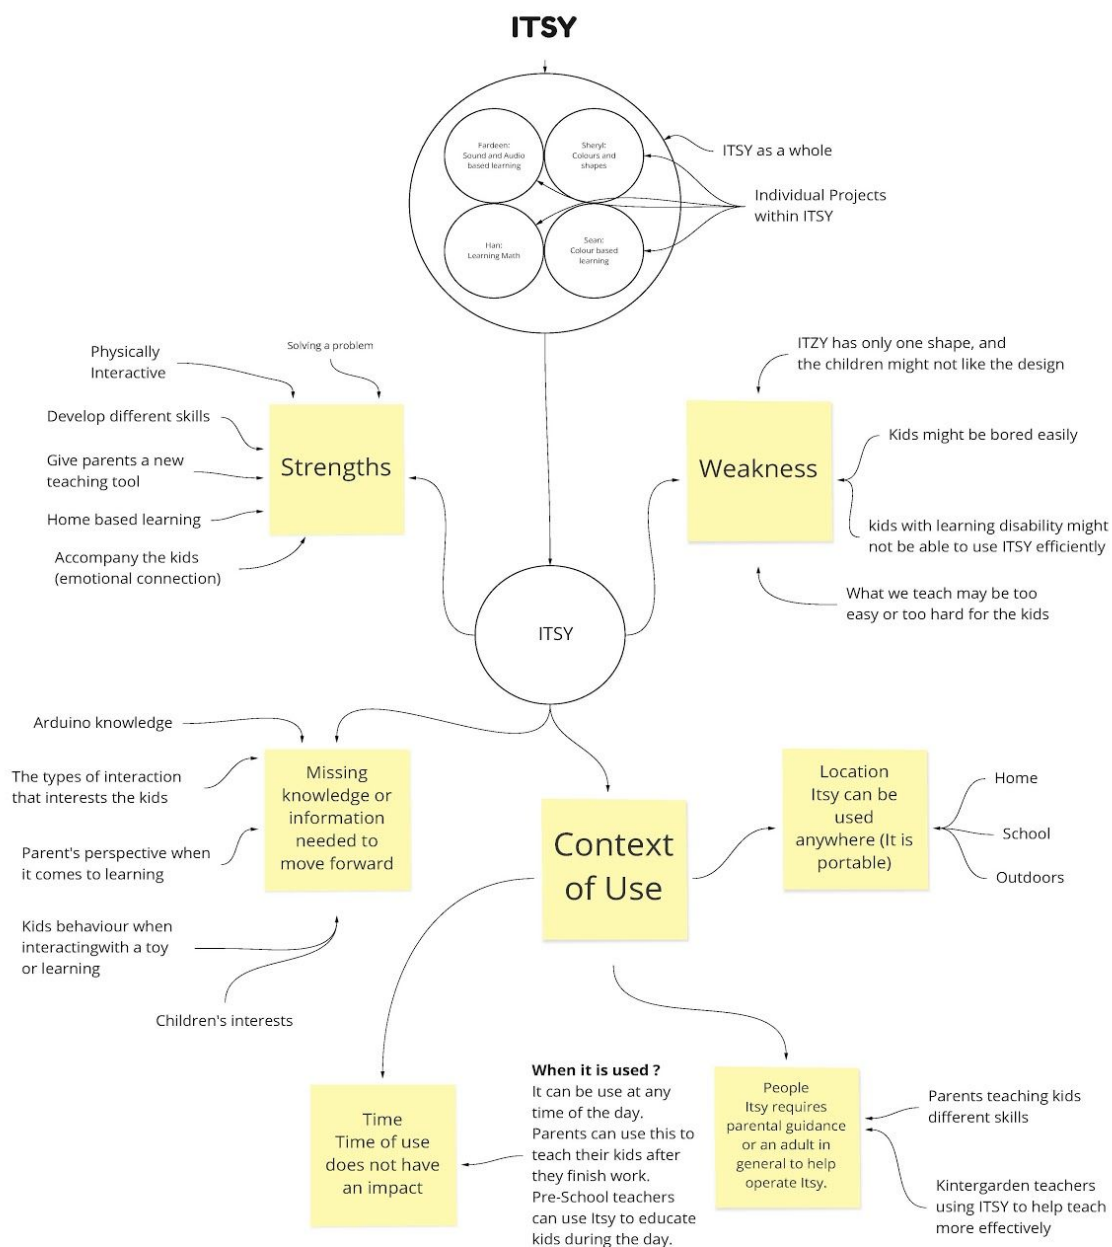 ITSY
Fardeen:
Sound and Audio
based learning
Sheryl:
Colours and
shapes
Han:
Learning Math
Sean:
Colour based
learning
ITSY as a whole
Individual Projects
within ITSY
Physically
Interactive
Solving a problem
Develop different skills
Give parents a new
teaching tool
Home based learning
Accompany the kids
(emotional connection)
Strengths
ITZY has only one shape, and
the children might not like the design
Weakness
Kids might be bored easily
kids with learning disability might
not be able to use ITSY efficiently
What we teach may be too
easy or too hard for the kids
ITSY
Arduino knowledge
The types of interaction
that interests the kids
Parent's perspective when
it comes to learning
Kids behaviour when
interactingwith a toy
or learning
Children's interests
Missing
knowledge or
information
needed to
move forward
Context
of Use
Location
Itsy can be
used
anywhere (It is
portable)
Home
School
Outdoors
Time
Time of use
does not have
an impact
When it is used ?
It can be use at any
time of the day.
Parents can use this to
teach their kids after
they finish work.
Pre-School teachers
can use Itsy to educate
kids during the day.
People
Itsy requires
parental guidance
or an adult in
general to help
operate Itsy.
Parents teaching kids
different skills
Kintergarden teachers
using ITSY to help teach
more effectively